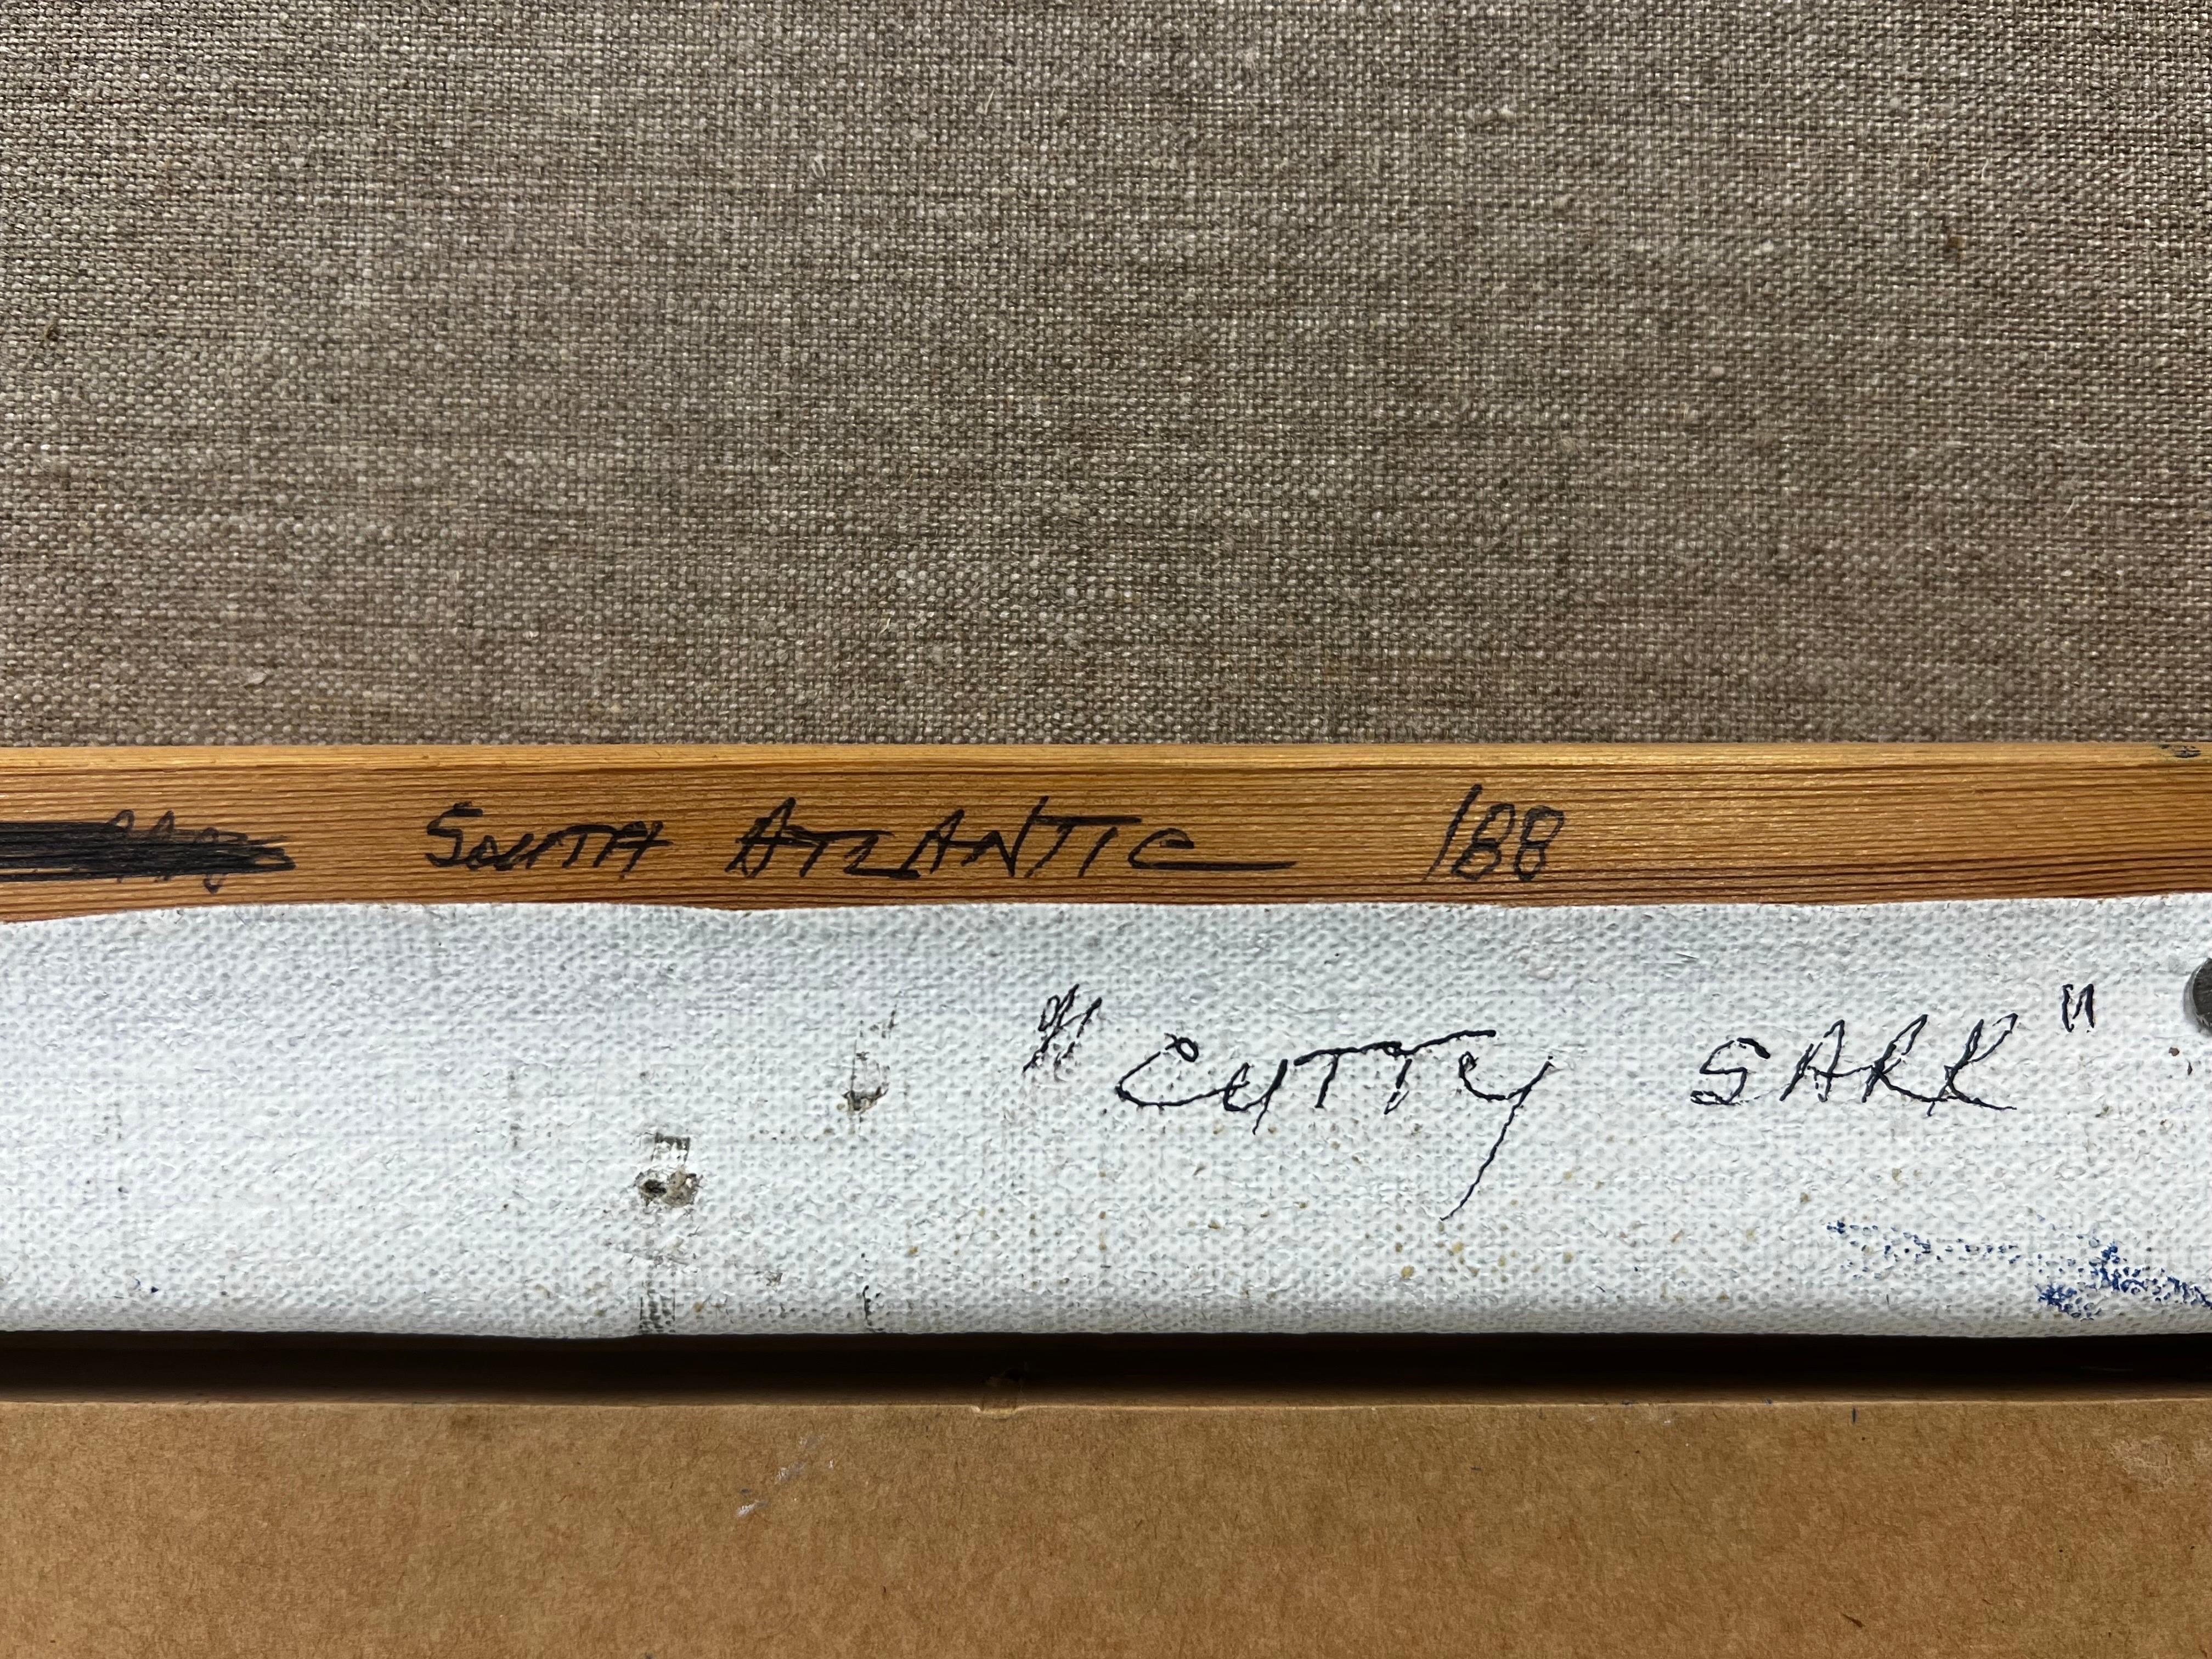 SOUTH ATLANTIC 188
"CUTTY SARK"